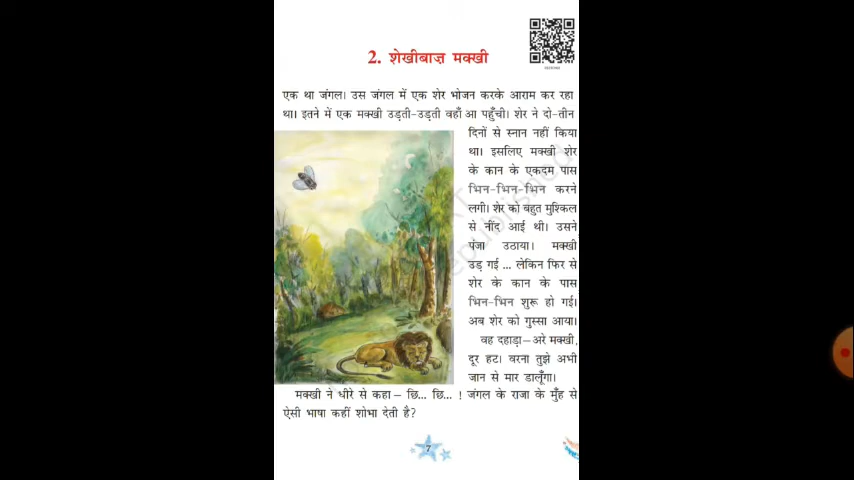 2. शेखीबाज़ मक्खी
एक था जंगल। उस जंगल में एक शेर भोजन करके आराम कर रहा
था। इतने में एक मक्खी उड़ती-उड़ती वहाँ आ पहुँची। शेर ने दो-तीन
दिनों से स्नान नहीं किया
था। इसलिए मक्खी शेर
के कान के एकदम पास
भिन-भिन-भिन करने
लगी। शेर को बहुत मुश्किल
से नींद आई थी। उसने
पंजा उठाया। मक्खी
उड़ गई ... लेकिन फिर से
शेर के कान के पास
भिन-भिन शुरू हो गई।
अब शेर को गुस्सा आया।
वह दहाड़ा – अरे मक्खी,
दूर हट। वरना तुझे अभी
जान से मार डालूँगा।
मक्खी ने धीरे से कहा – छि... छि... ! जंगल के राजा के मुँह से
ऐसी भाषा कहीं शोभा देती है?
7